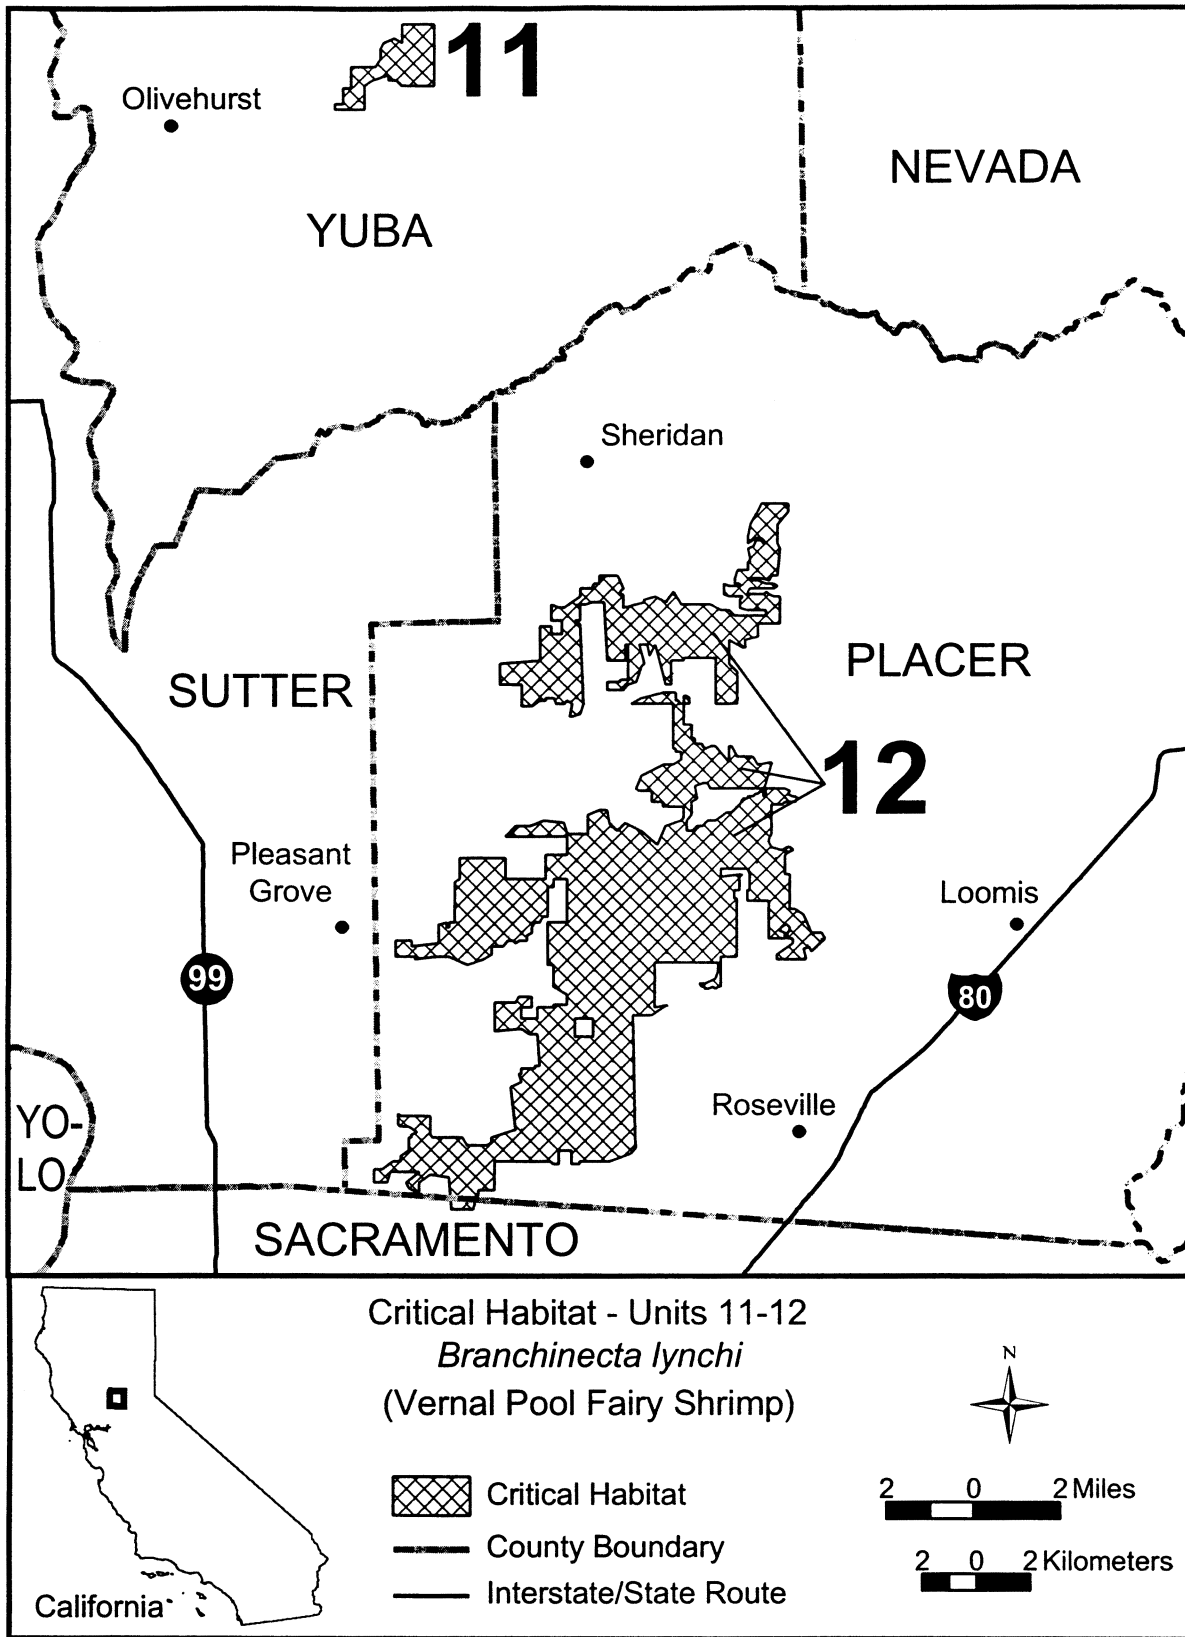 11
Olivehurst
NEVADA
YUBA
Sheridan
PLACER
SUTTER
12
Pleasant
Grove
Loomis
99
80
Roseville
YO-
LO
SACRAMENTO
Critical Habitat - Units 11-12
Branchinecta lynchi
(Vernal Pool Fairy Shrimp)
N
Critical Habitat
2 0 2 Miles
County Boundary
2 0 2 Kilometers
Interstate/State Route
California